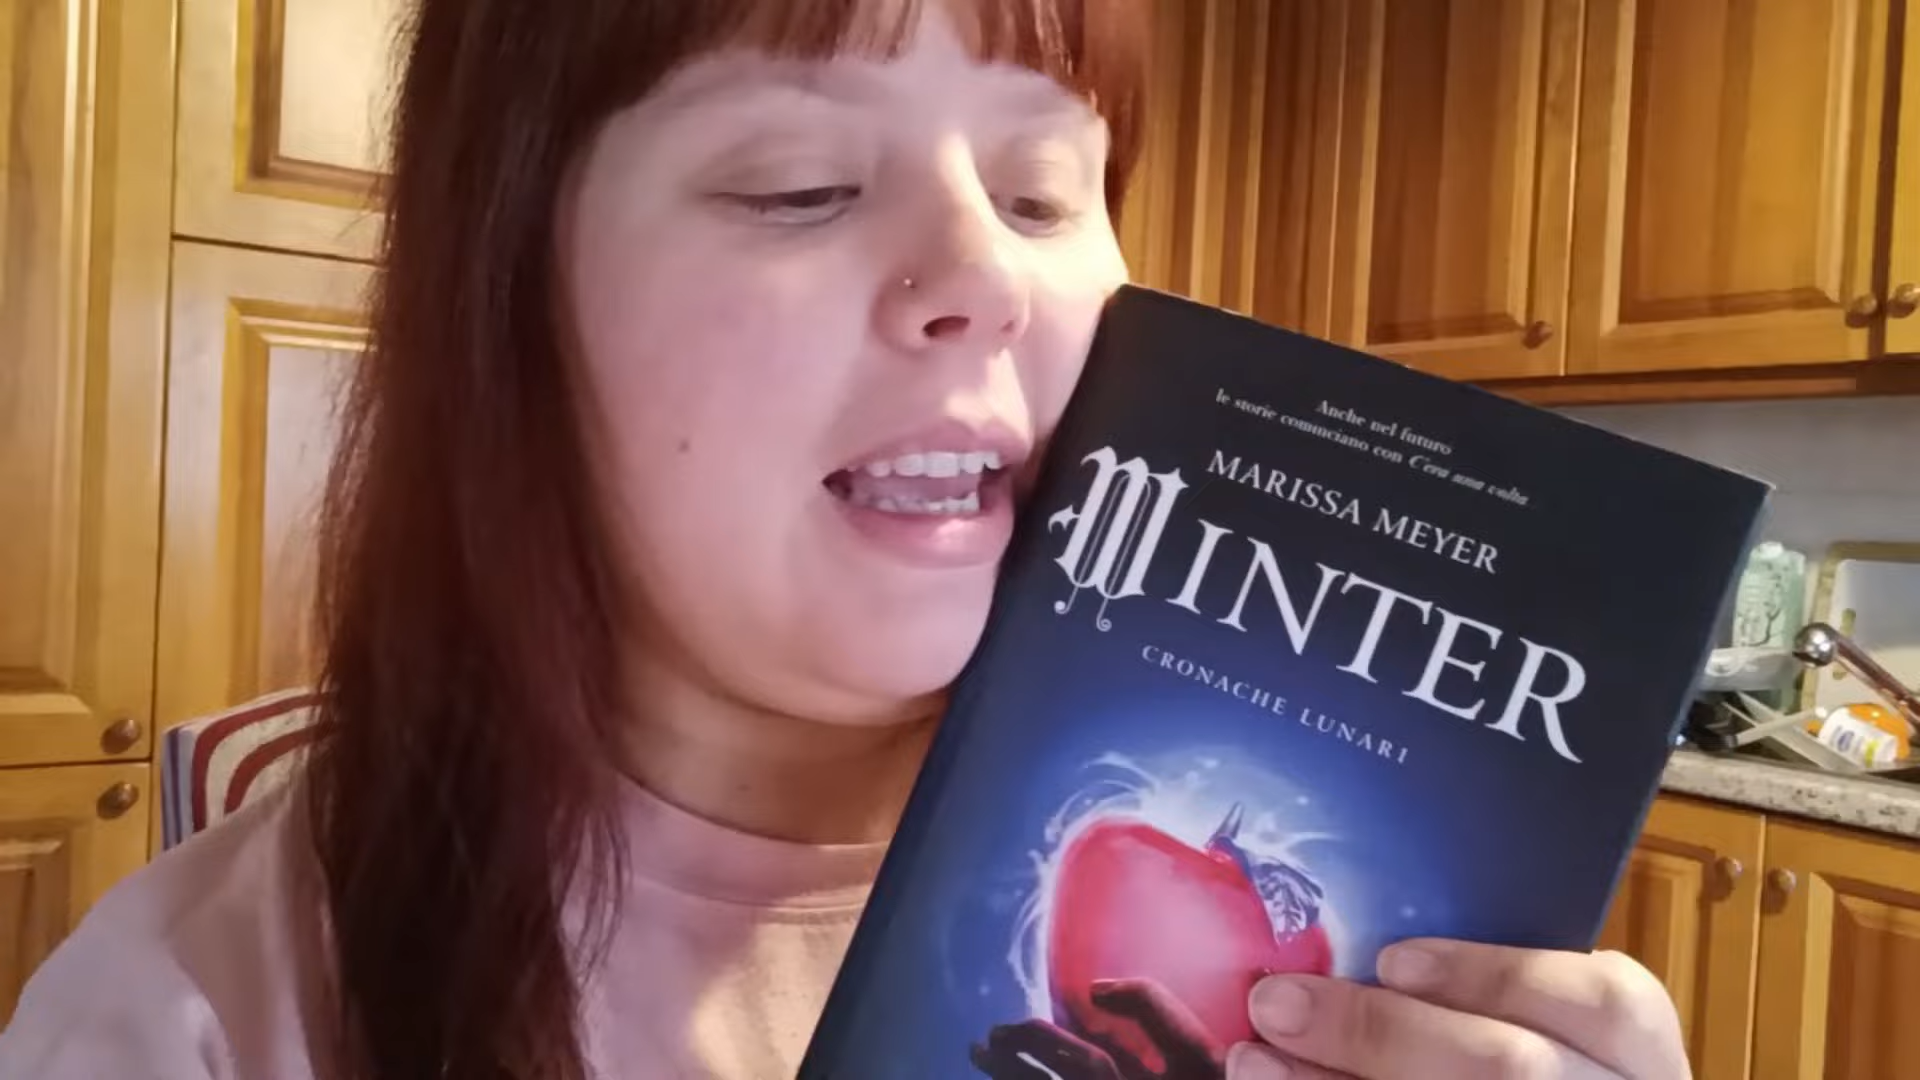 Anche nel futuro
le storie cominciano con C'era una volta
MARISSA MEYER
WINTER
CRONACHE LUNARI